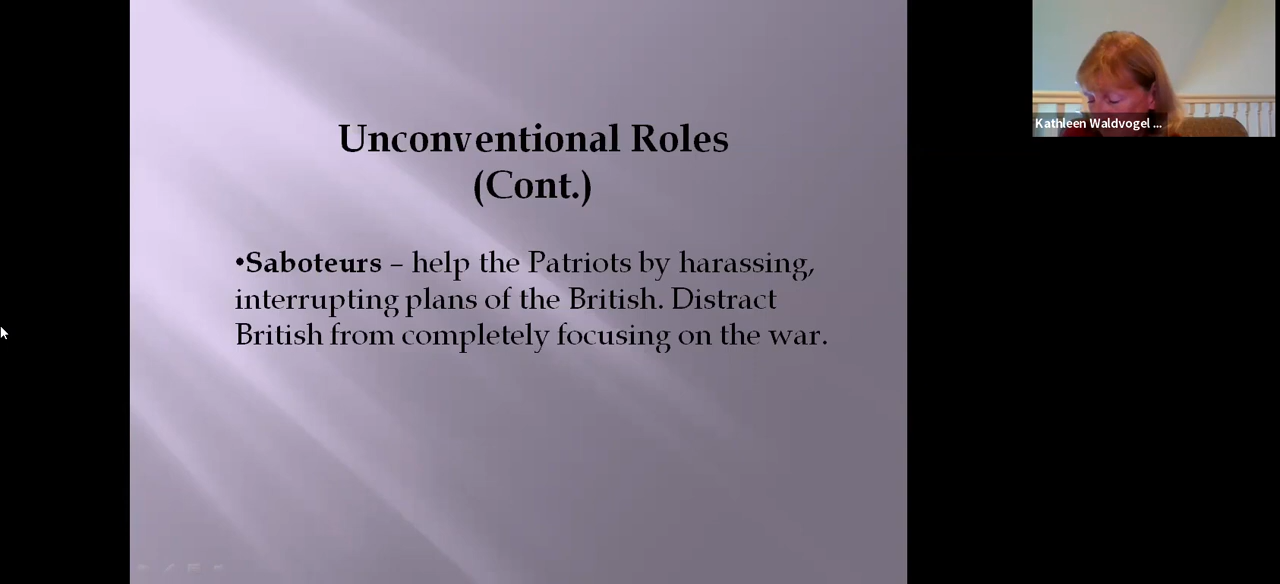 Unconventional Roles
(Cont.)
•Saboteurs – help the Patriots by harassing,
interrupting plans of the British. Distract
British from completely focusing on the war.
Kathleen Waldvogel ...